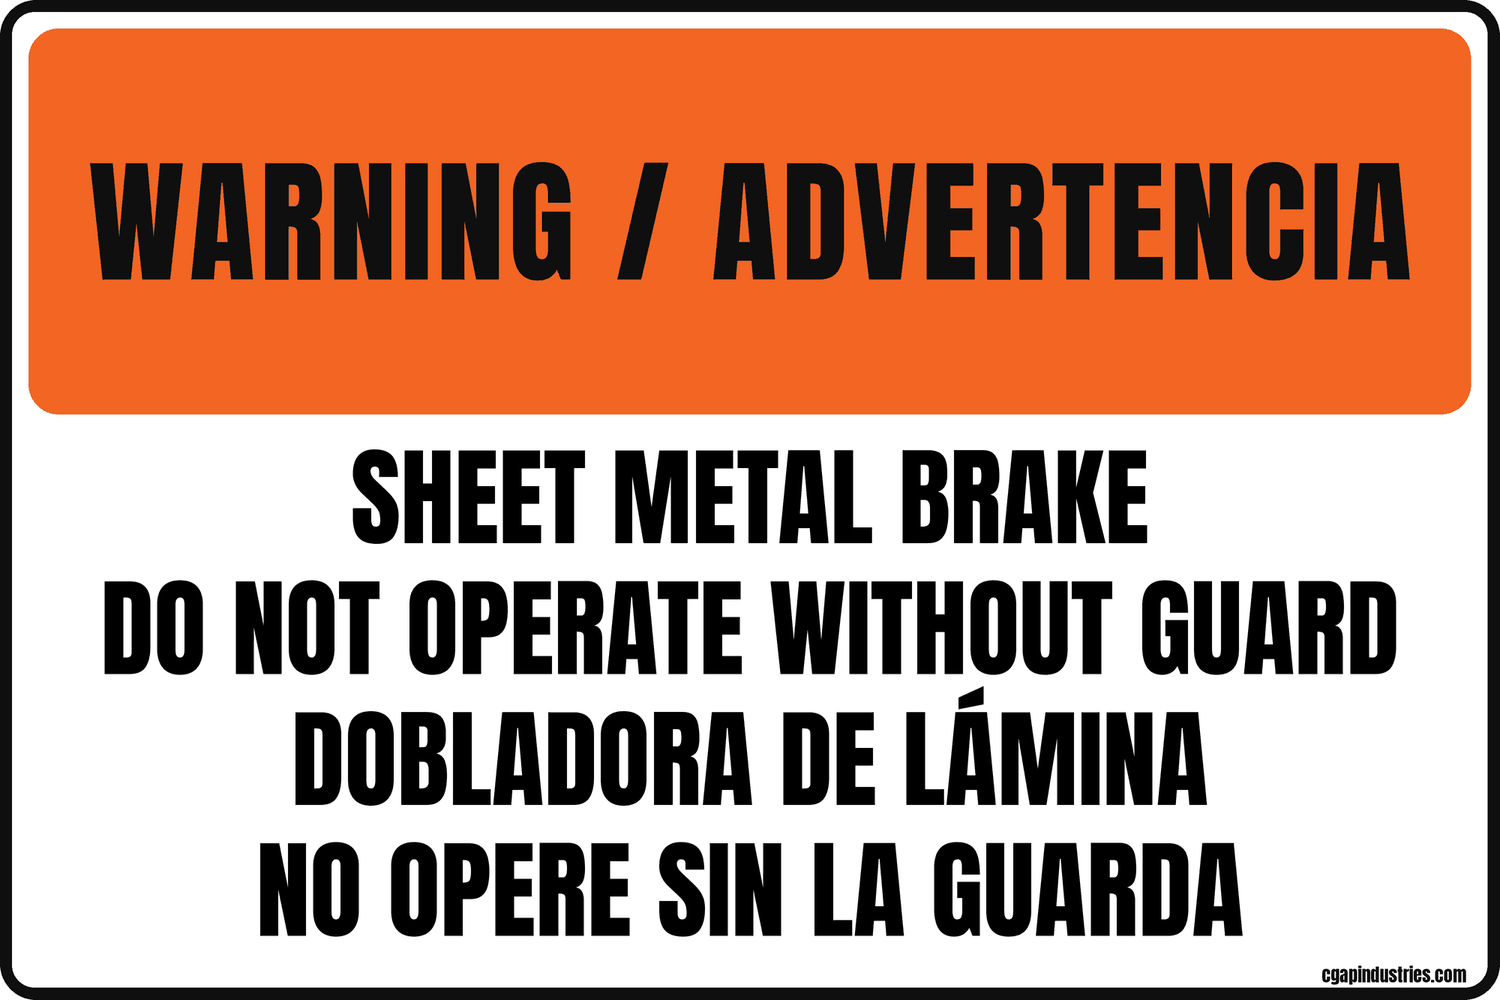 WARNING / ADVERTENCIA
SHEET METAL BRAKE
DO NOT OPERATE WITHOUT GUARD
DOBLADORA DE LÁMINA
NO OPERE SIN LA GUARDA
cgapindustries.com